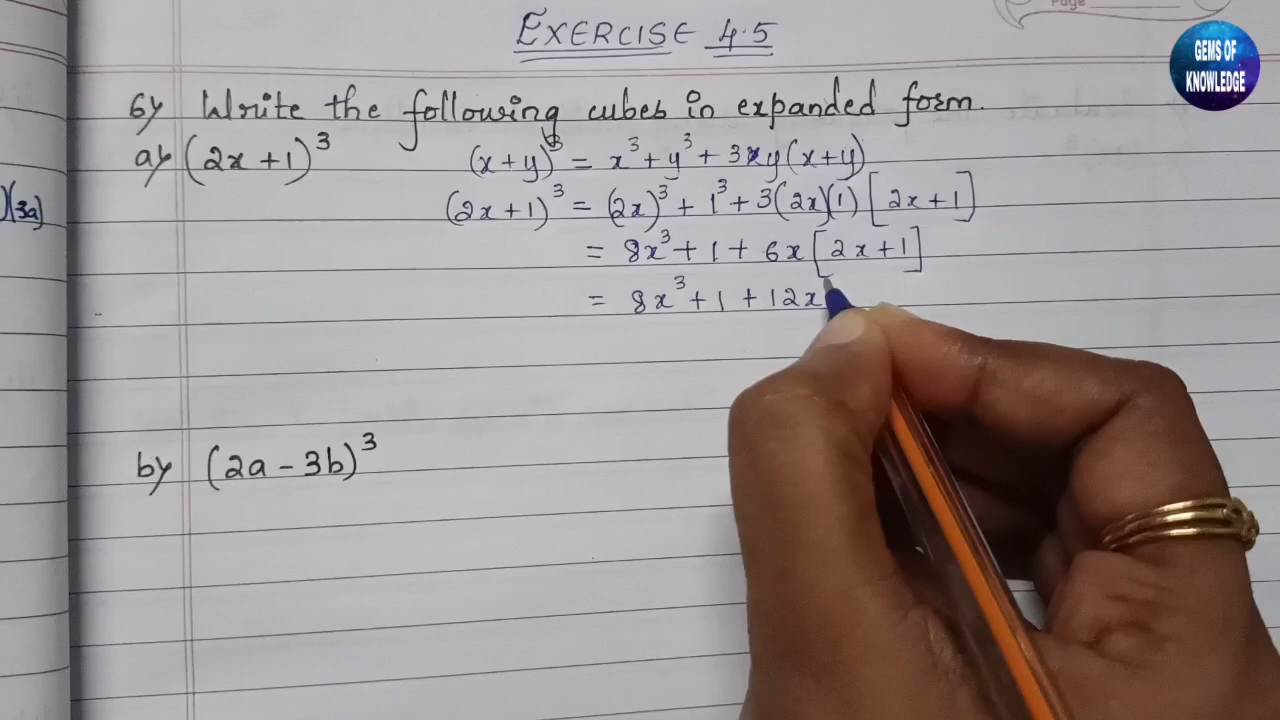 Page
EXERCISE 4.5
GEMS OF
KNOWLEDGE
6) Write the following cubes in expanded form.
a) (2x + 1)³ (x + y)³ = x³ + y³ + 3xy(x + y)
)(3a) (2x + 1)³ = (2x)³ + 1³ + 3(2x)(1) [2x + 1]
= 8x³ + 1 + 6x [2x + 1]
= 8x³ + 1 + 12x
b) (2a - 3b)³